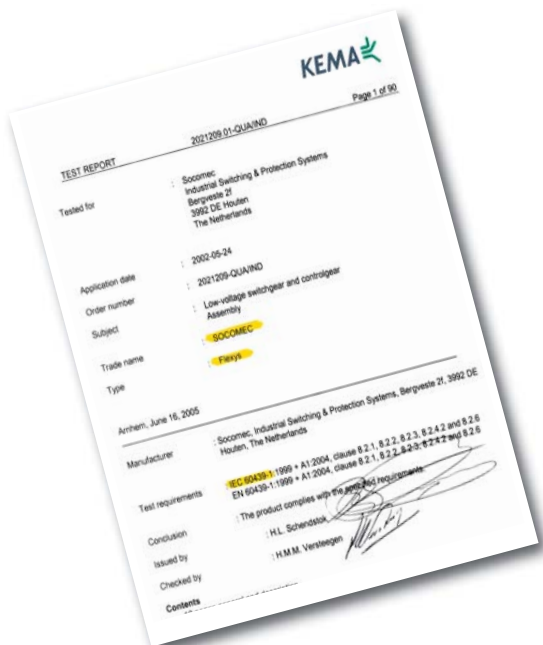 KEMA
Page 1 of 90
TEST REPORT
2021209.01-QUA/IND
Tested for : Socomec
Industrial Switching & Protection Systems
Bergveste 2f
3992 DE Houten
The Netherlands
Application date : 2002-05-24
Order number : 2021209-QUA/IND
Subject : Low-voltage switchgear and controlgear
Assembly
Trade name : SOCOMEC
Type : Flexys
Arnhem, June 16, 2005
Manufacturer : Socomec, Industrial Switching & Protection Systems, Bergveste 2f, 3992 DE
Houten, The Netherlands
Test requirements : IEC 60439-1:1999 + A1:2004, clause 8.2.1, 8.2.2, 8.2.3, 8.2.4.2 and 8.2.6
EN 60439-1:1999 + A1:2004, clause 8.2.1, 8.2.2, 8.2.3, 8.2.4.2 and 8.2.6
Conclusion : The product complies with the requirements.
Issued by : H.L. Schendstok
Checked by : H.M.M. Versteegen
Contents